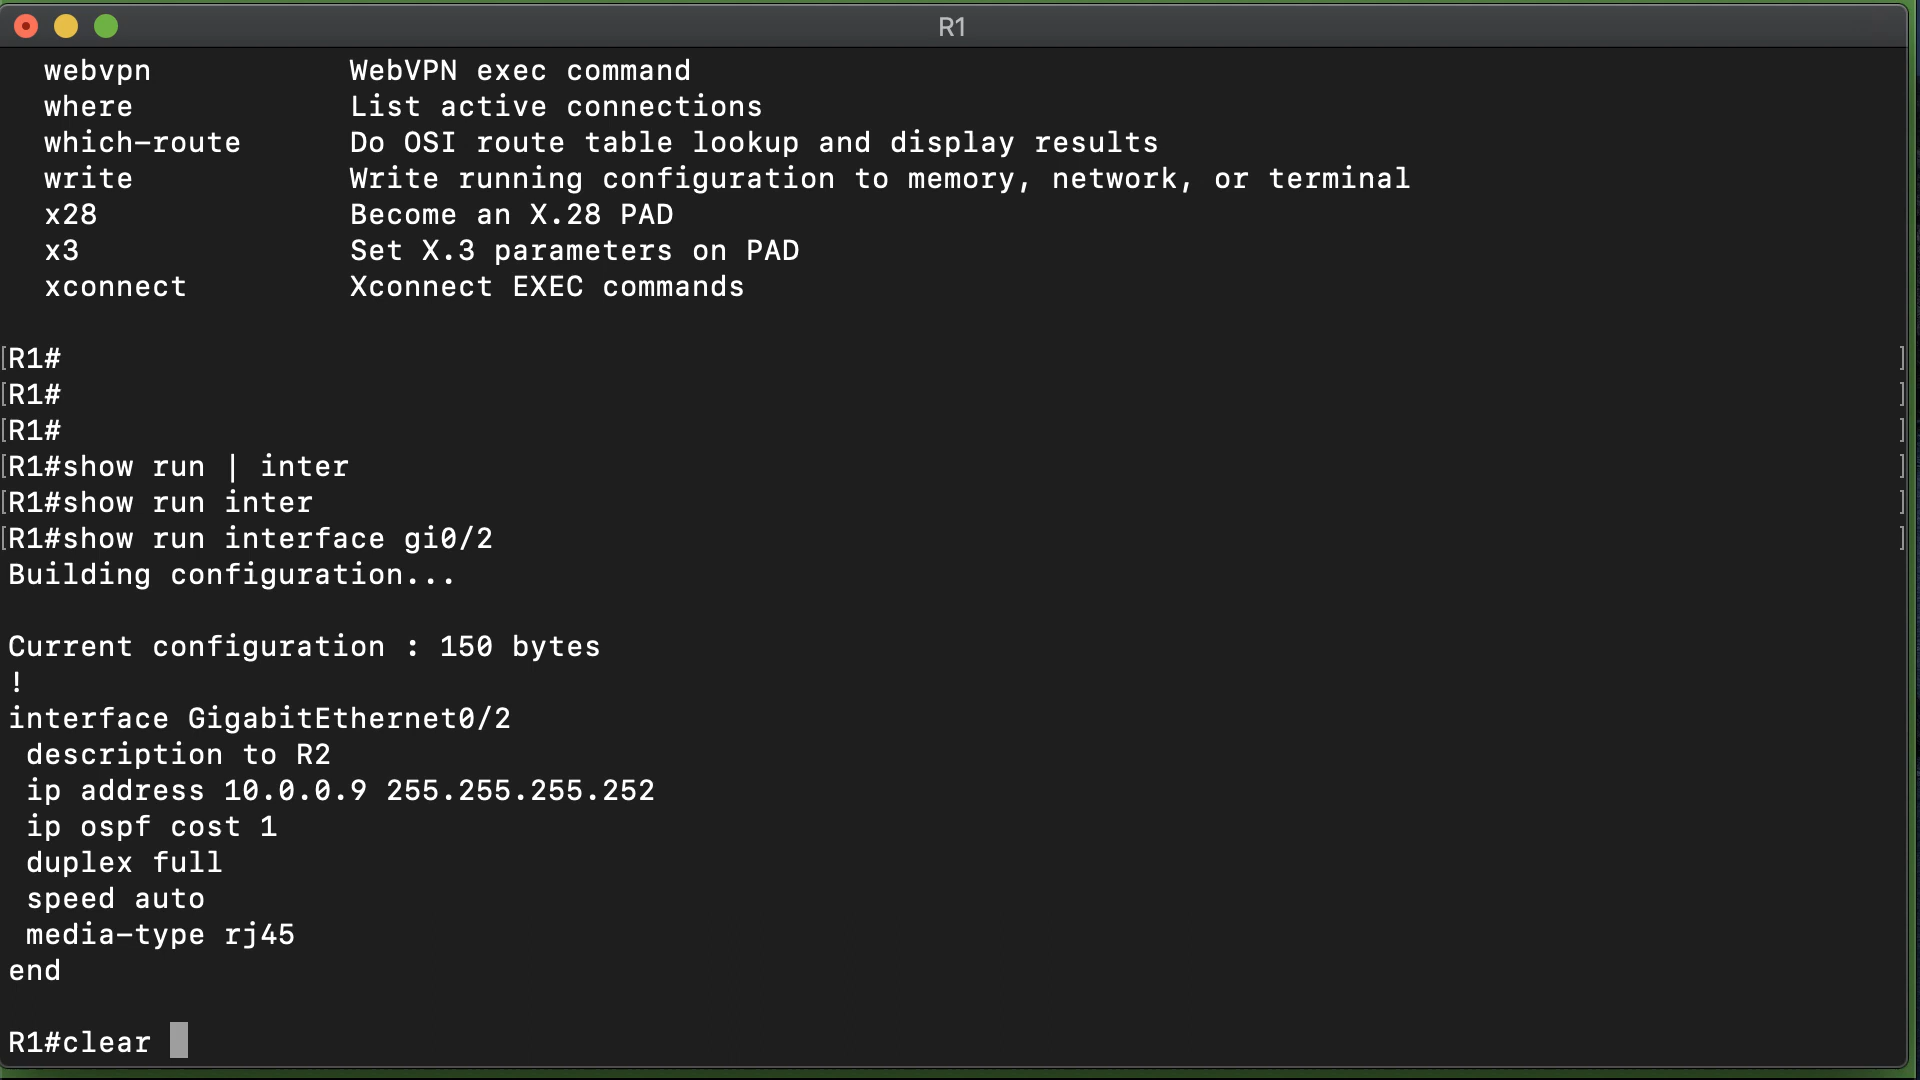 R1
webvpn WebVPN exec command
where List active connections
which-route Do OSI route table lookup and display results
write Write running configuration to memory, network, or terminal
x28 Become an X.28 PAD
x3 Set X.3 parameters on PAD
xconnect Xconnect EXEC commands
[R1# ]
[R1# ]
[R1# ]
[R1#show run | inter ]
[R1#show run inter ]
[R1#show run interface gi0/2 ]
Building configuration...
Current configuration : 150 bytes
!
interface GigabitEthernet0/2
description to R2
ip address 10.0.0.9 255.255.255.252
ip ospf cost 1
duplex full
speed auto
media-type rj45
end
R1#clear